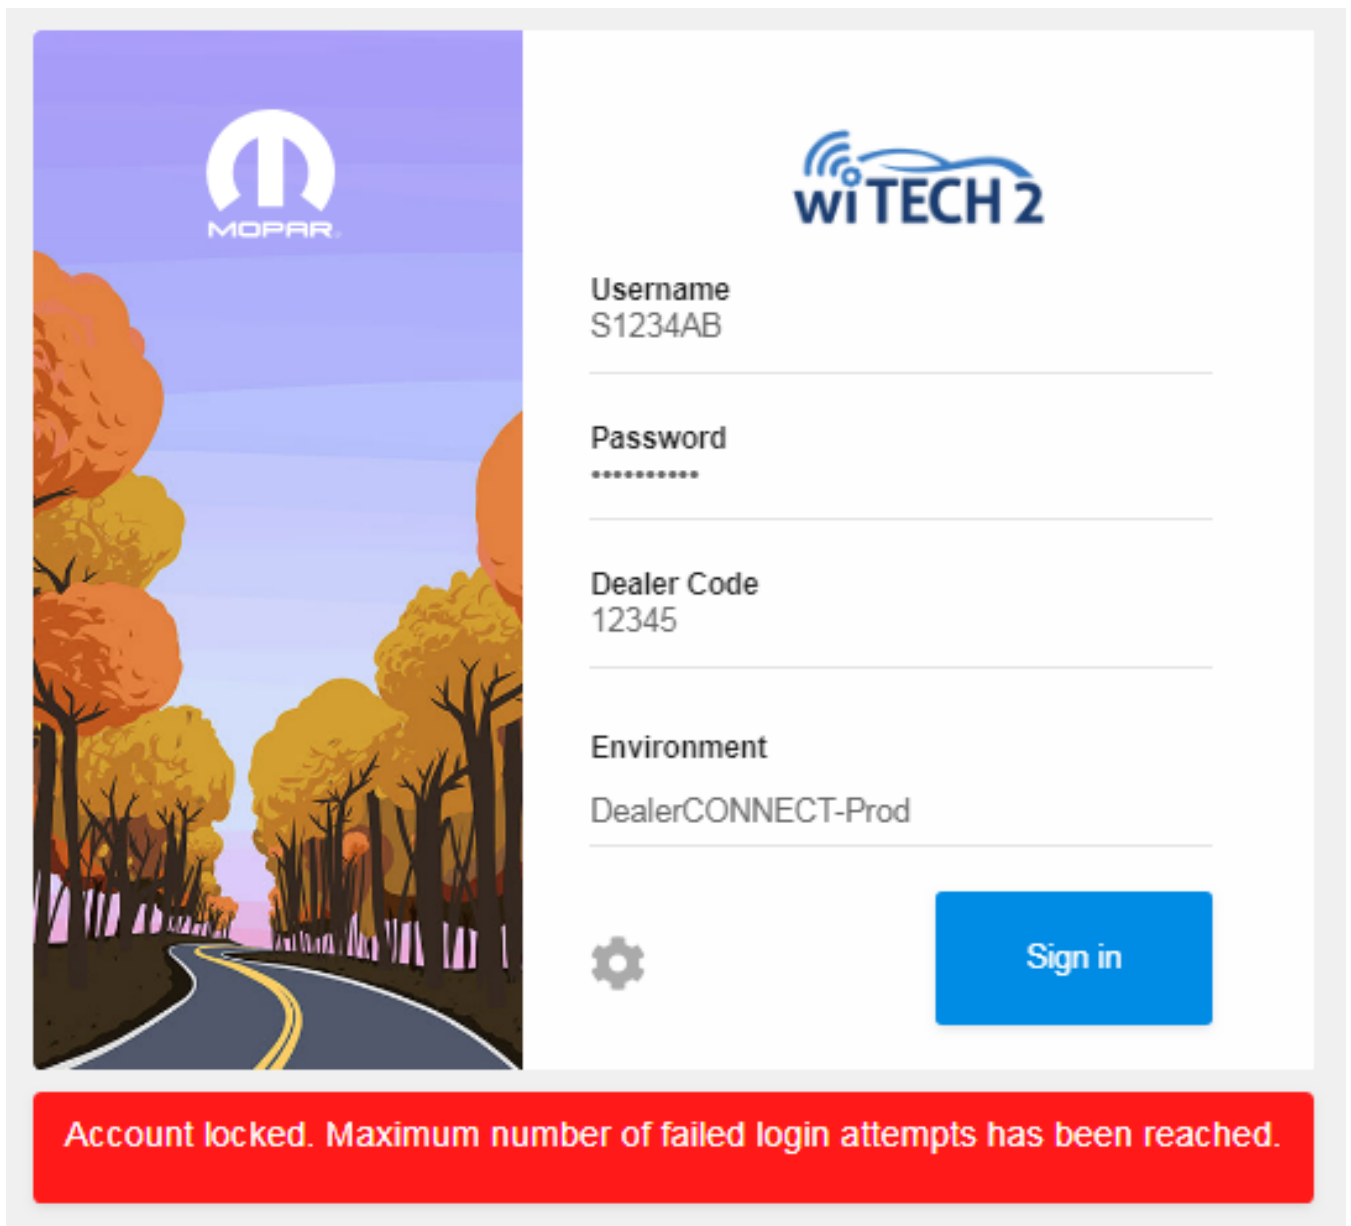 MOPAR
wiTECH 2
Username
S1234AB
Password
••••••••••
Dealer Code
12345
Environment
DealerCONNECT-Prod
Sign in
Account locked. Maximum number of failed login attempts has been reached.